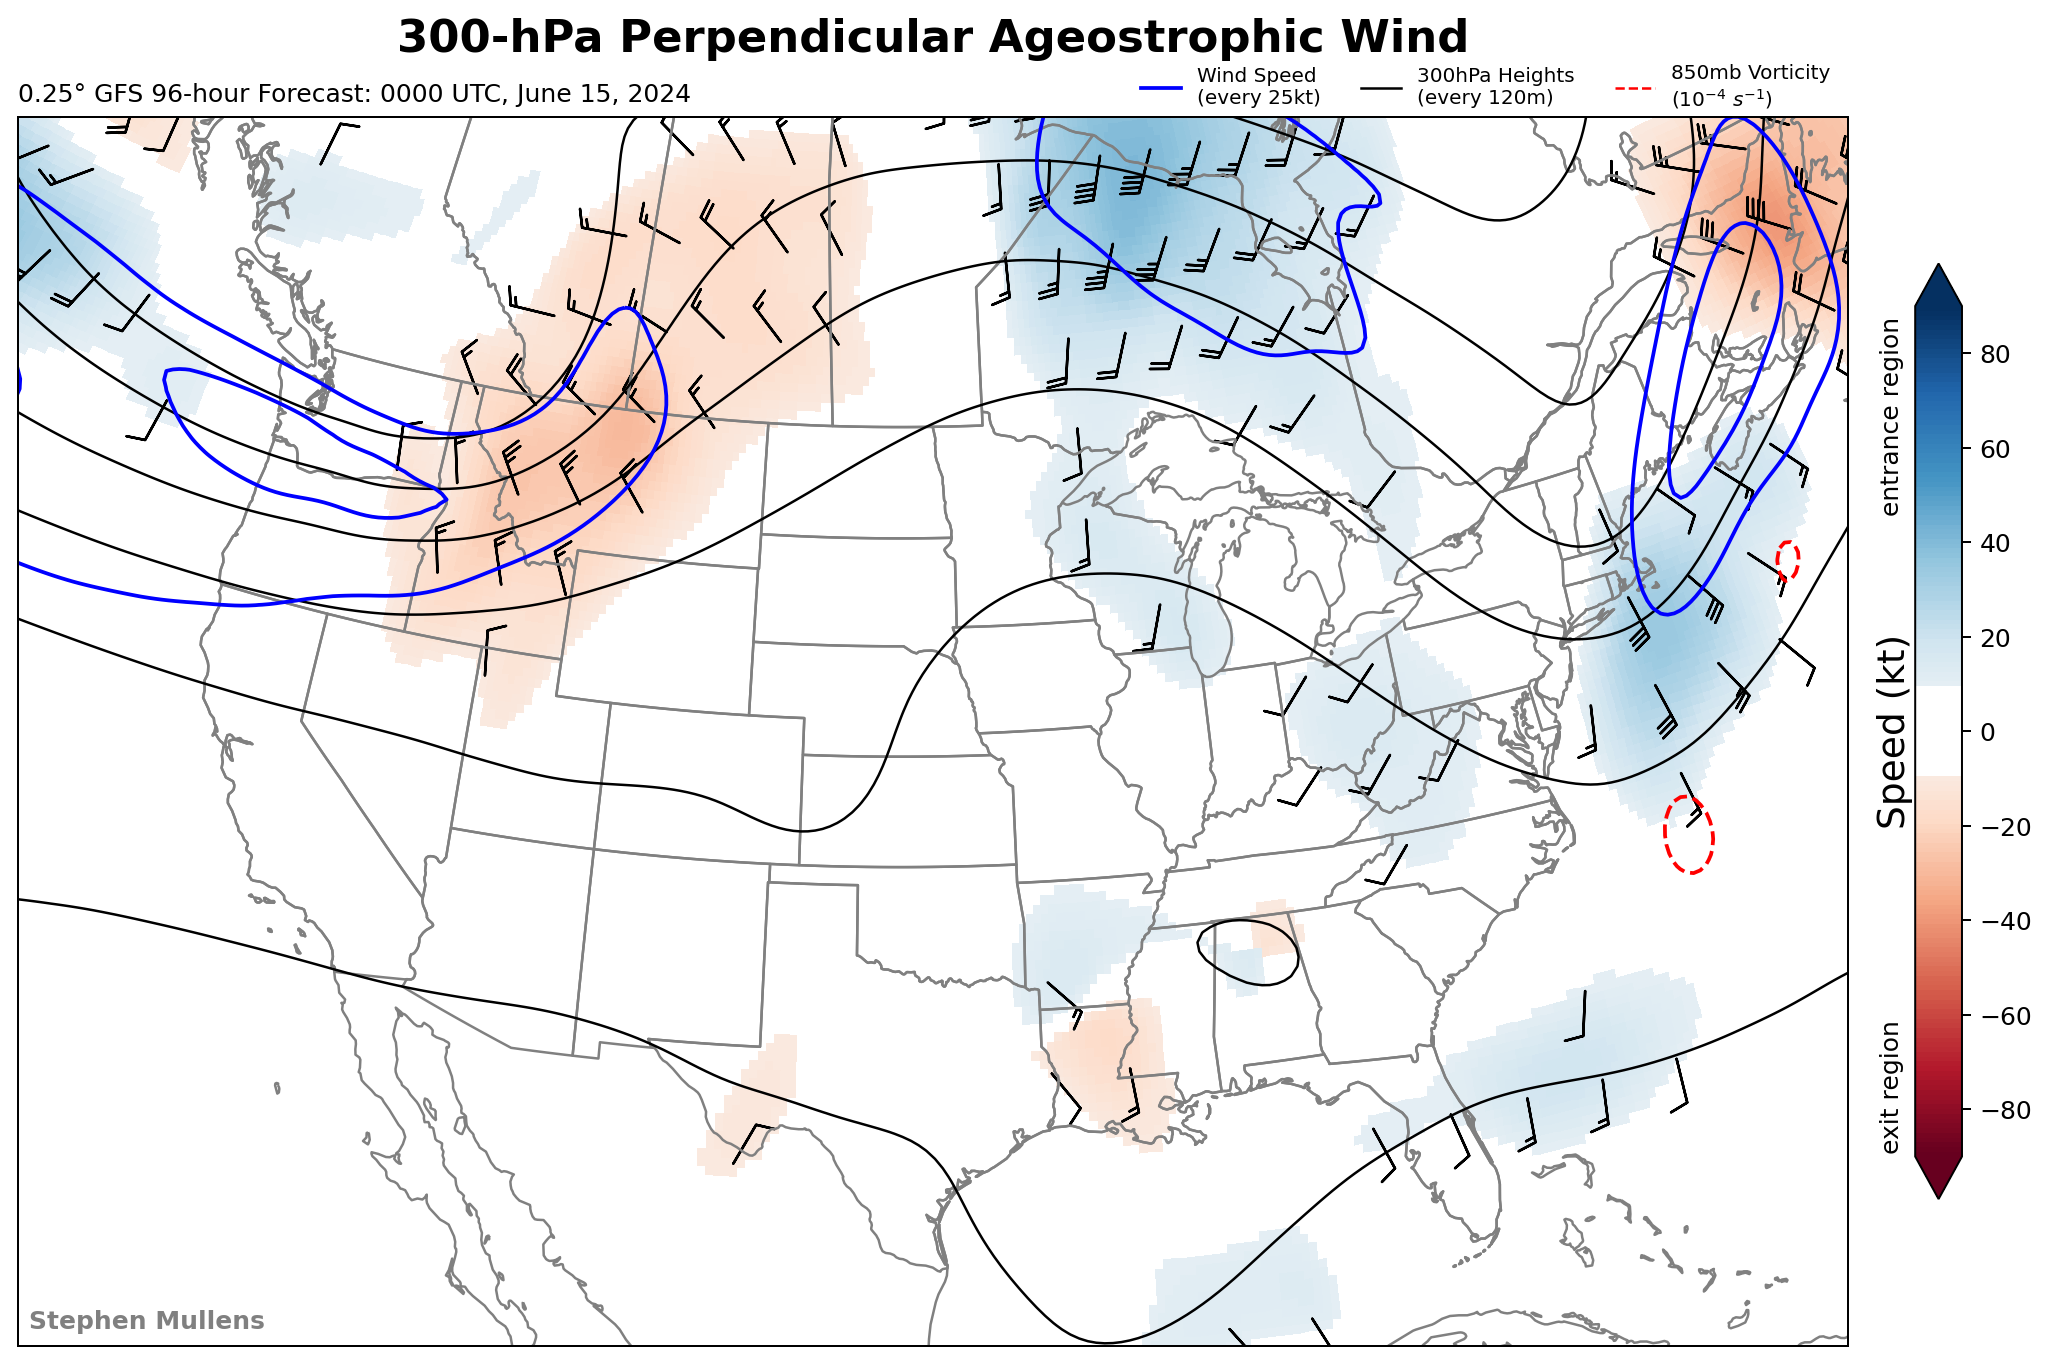 300-hPa Perpendicular Ageostrophic Wind
0.25° GFS 96-hour Forecast: 0000 UTC, June 15, 2024
Wind Speed
(every 25kt)
300hPa Heights
(every 120m)
850mb Vorticity
(10⁻⁴ s⁻¹)
entrance region
Speed (kt)
exit region
80
60
40
20
0
−20
−40
−60
−80
Stephen Mullens